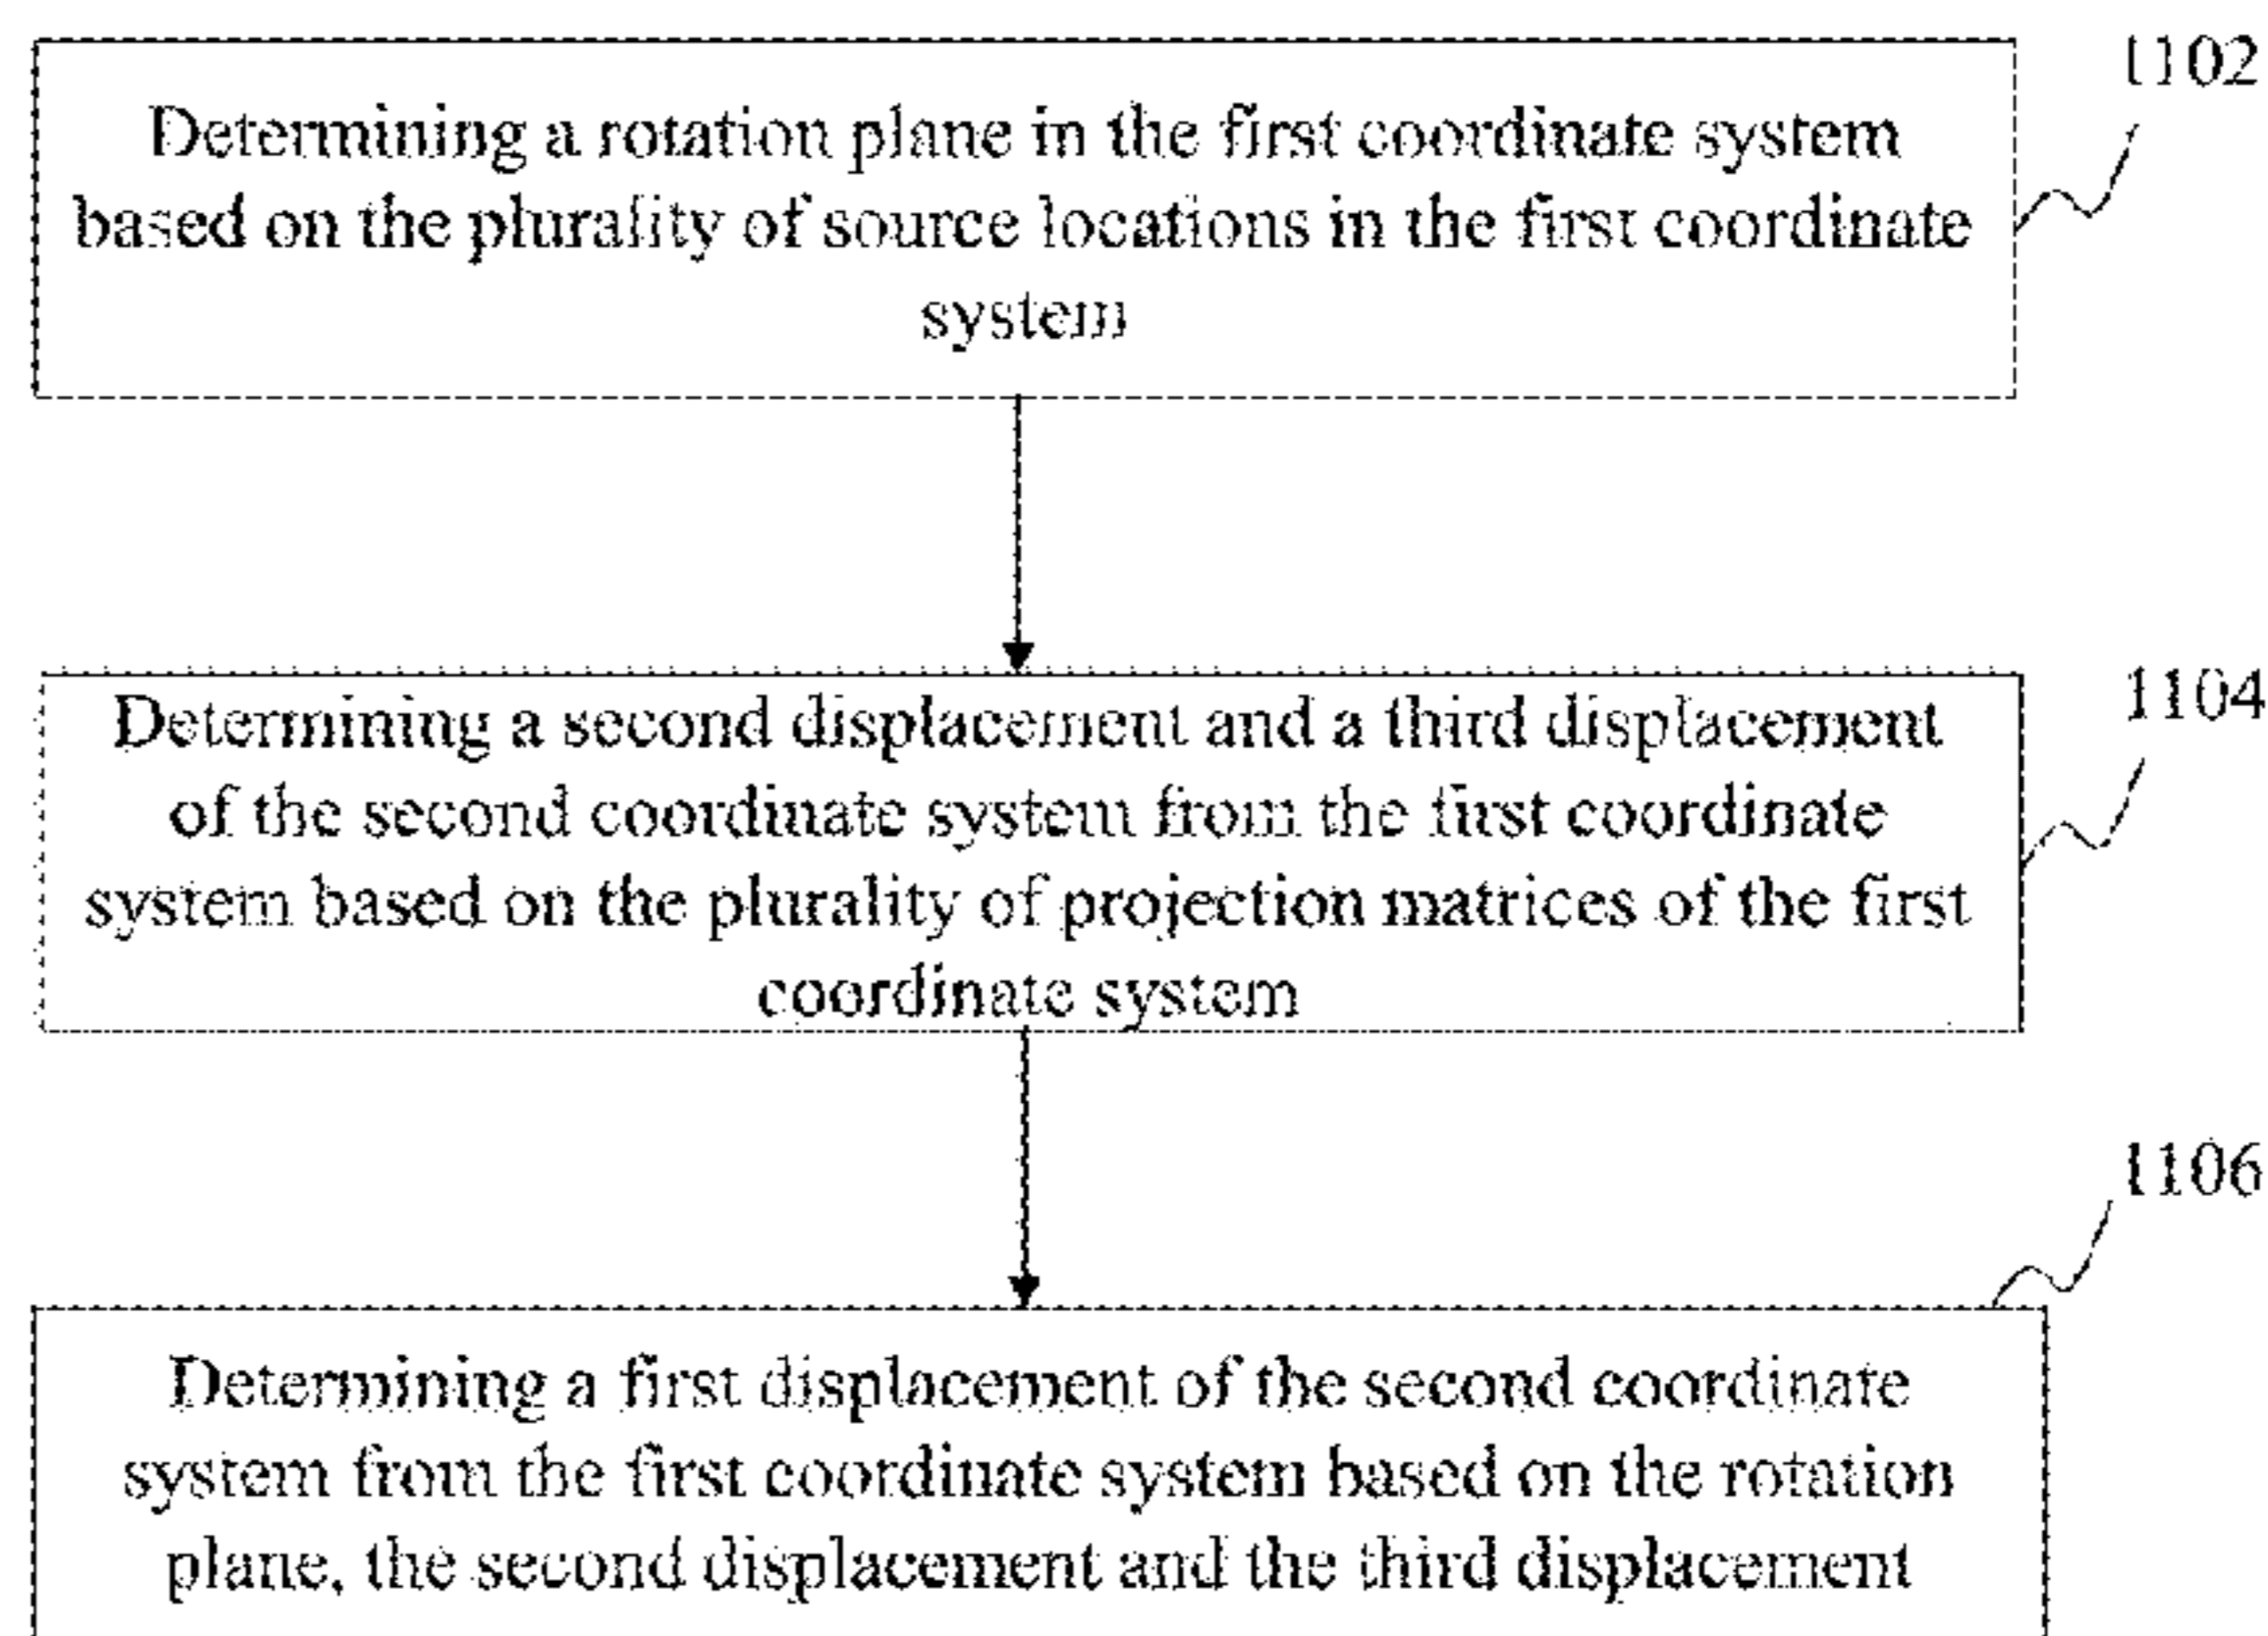 1102
Determining a rotation plane in the first coordinate system
based on the plurality of source locations in the first coordinate
system
1104
Determining a second displacement and a third displacement
of the second coordinate system from the first coordinate
system based on the plurality of projection matrices of the first
coordinate system
1106
Determining a first displacement of the second coordinate
system from the first coordinate system based on the rotation
plane, the second displacement and the third displacement